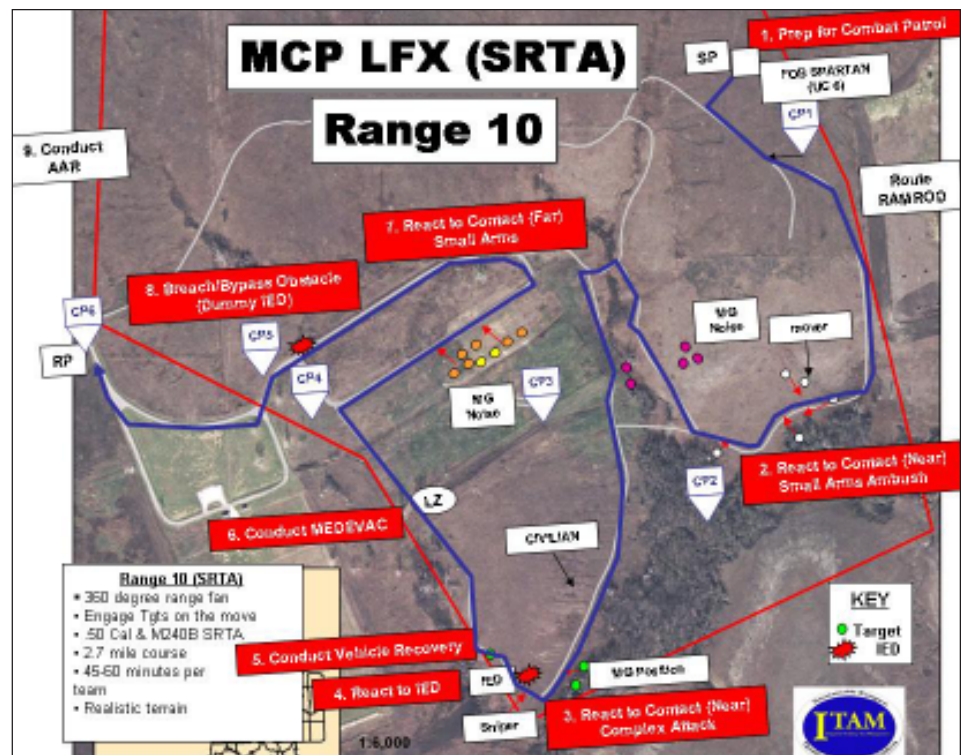 MCP LFX (SRTA)
Range 10
1. Prep for Combat Patrol
SP
FOB SPARTAN
(UC 6)
CP1
9. Conduct
AAR
Route
RAMROD
7. React to Contact (Far)
Small Arms
8. Breach/Bypass Obstacle
(Dummy IED)
CP6
RP
CP5
CP4
MG
Noise
CP3
MG
Noise
mover
2. React to Contact (Near)
Small Arms Ambush
CP2
LZ
6. Conduct MEDEVAC
CIVILIAN
Range 10 (SRTA)
• 360 degree range fan
• Engage Tgts on the move
• .50 Cal & M240B SRTA
• 2.7 mile course
• 45-60 minutes per
team
• Realistic terrain
KEY
Target
IED
5. Conduct Vehicle Recovery
4. React to IED
IED
MG Position
Sniper
3. React to Contact (Near)
Complex Attack
1:6,000
ITAM